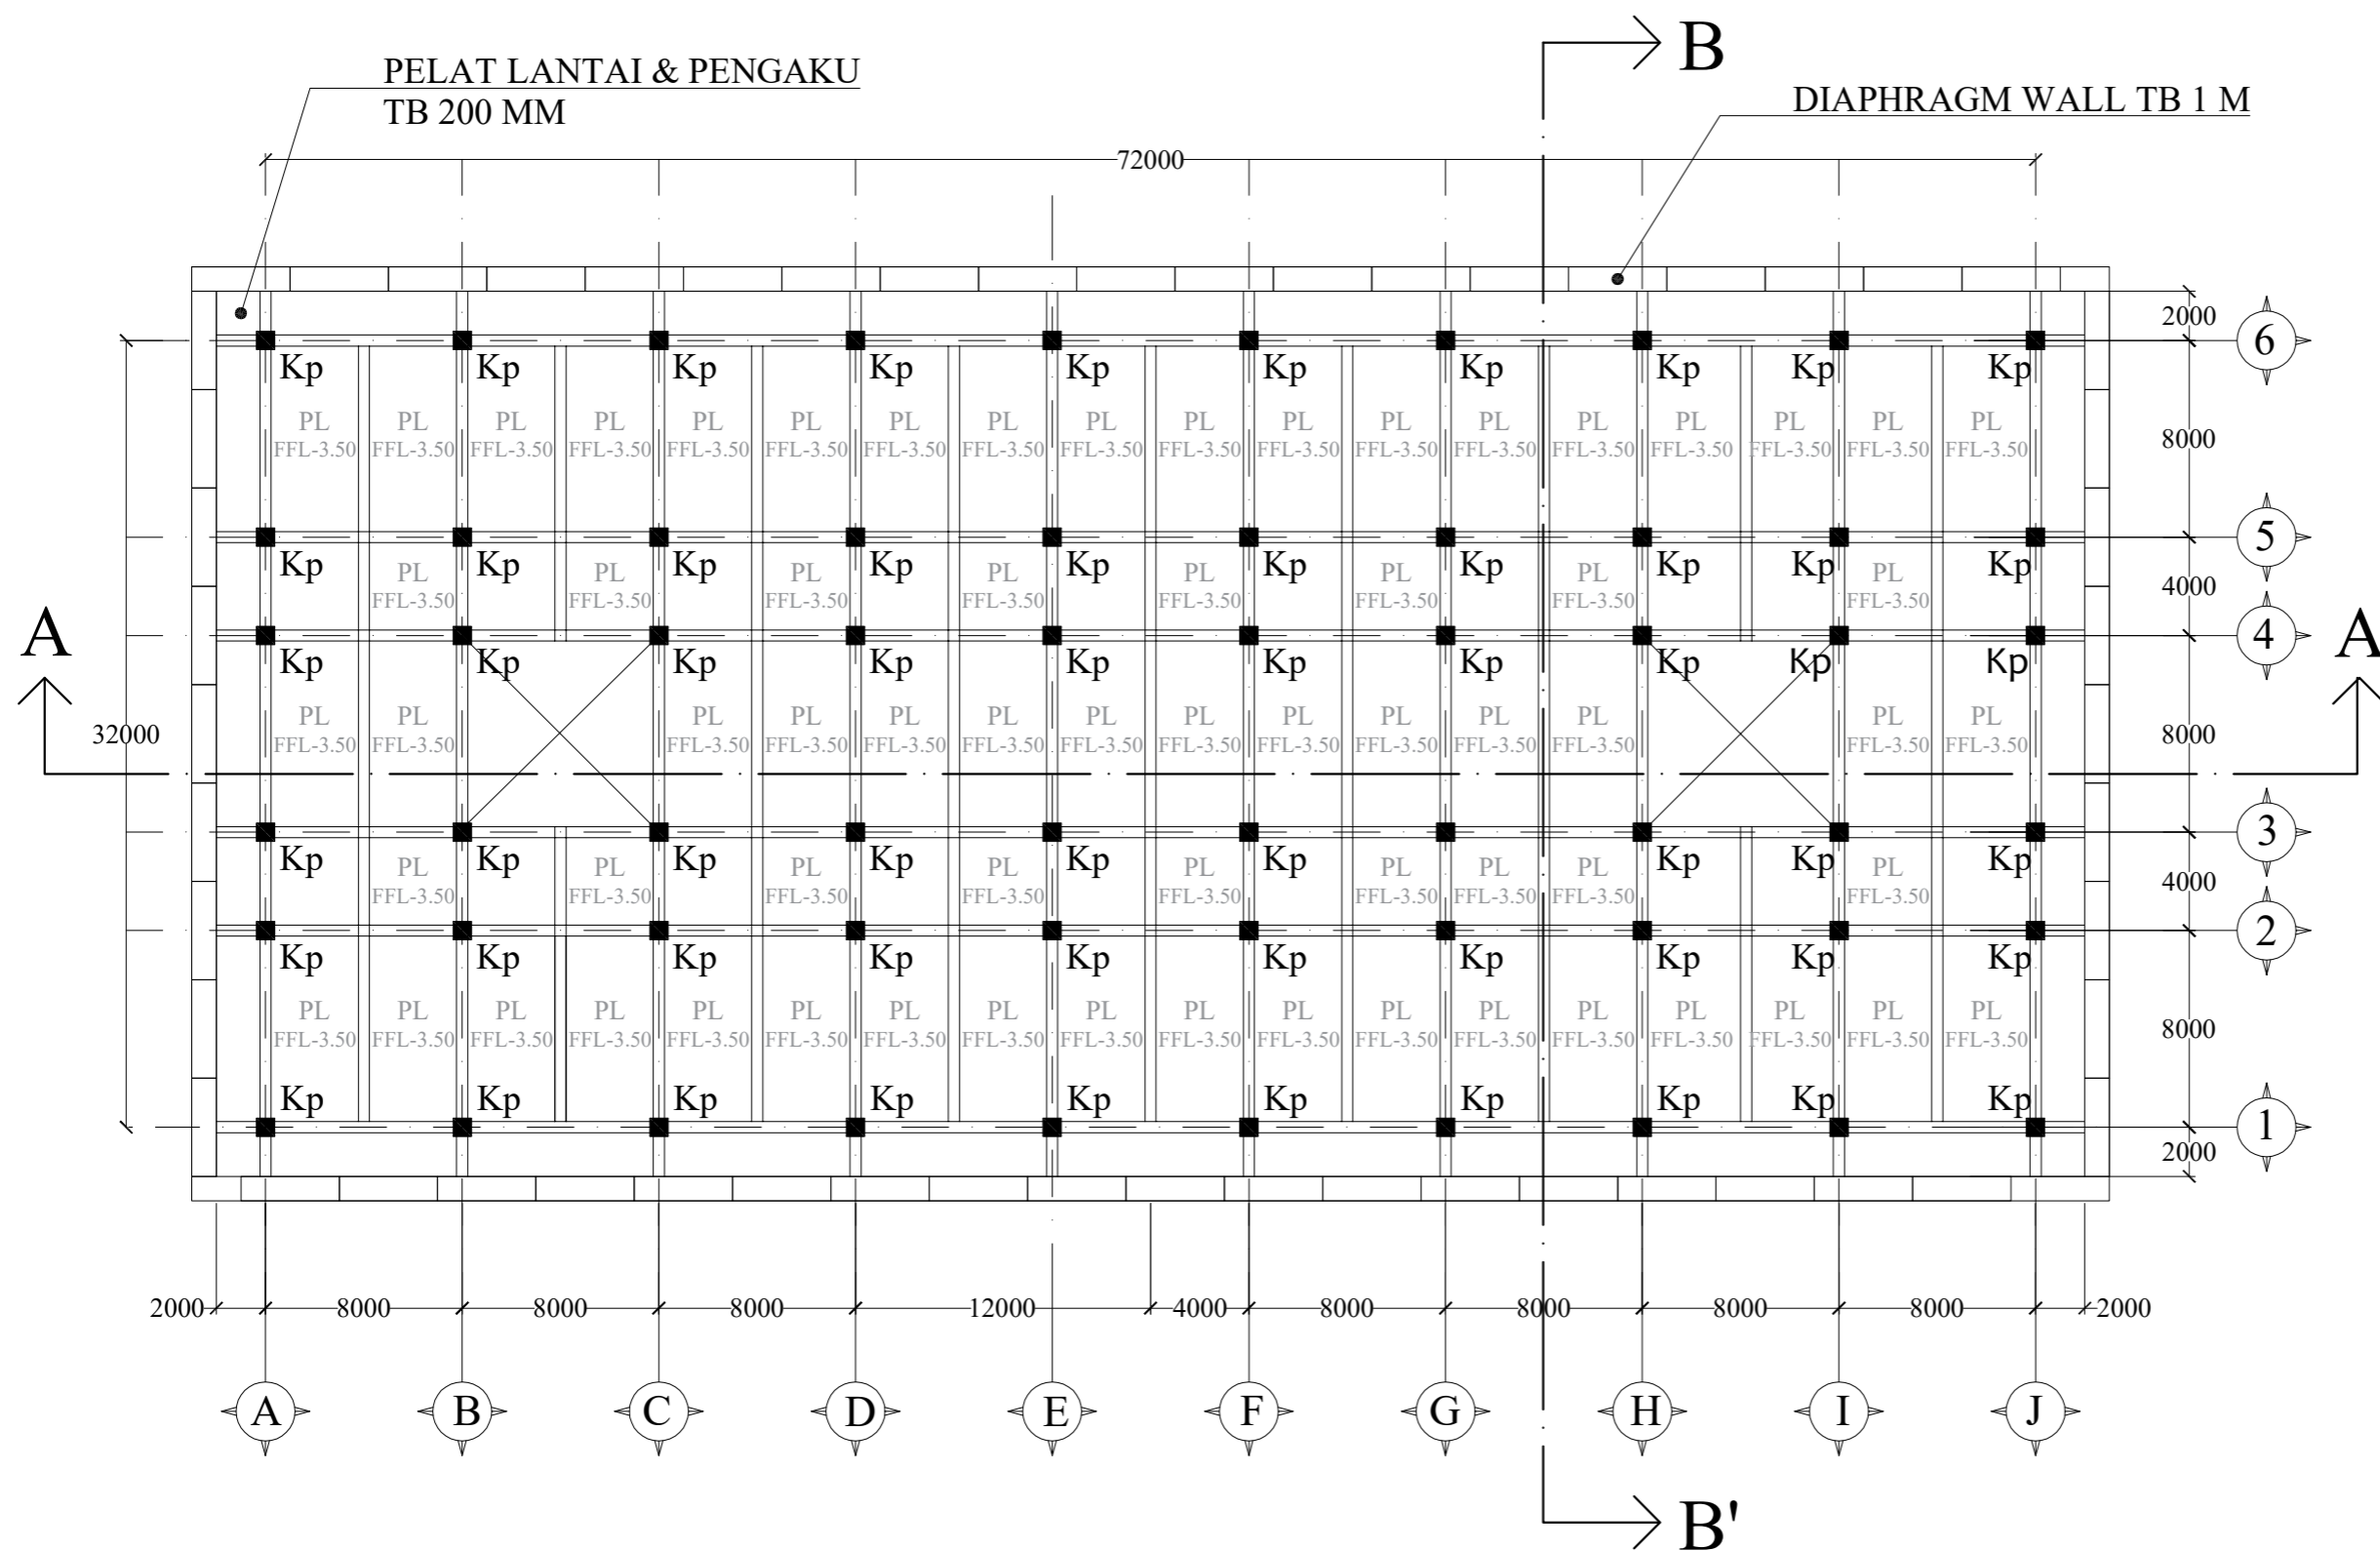 B
PELAT LANTAI & PENGAKU
TB 200 MM
DIAPHRAGM WALL TB 1 M
72000
2000
6
Kp Kp Kp Kp Kp Kp Kp Kp Kp Kp
PL PL PL PL PL PL PL PL PL PL PL PL PL PL PL PL PL PL
FFL-3.50 FFL-3.50 FFL-3.50 FFL-3.50 FFL-3.50 FFL-3.50 FFL-3.50 FFL-3.50 FFL-3.50 FFL-3.50 FFL-3.50 FFL-3.50 FFL-3.50 FFL-3.50 FFL-3.50 FFL-3.50 FFL-3.50 FFL-3.50
8000
5
Kp Kp Kp Kp Kp Kp Kp Kp Kp Kp
PL PL PL PL PL PL PL PL
FFL-3.50 FFL-3.50 FFL-3.50 FFL-3.50 FFL-3.50 FFL-3.50 FFL-3.50 FFL-3.50
4000
A A
4
Kp Kp Kp Kp Kp Kp Kp Kp Kp Kp
PL PL PL PL PL PL PL PL PL PL PL PL PL PL
FFL-3.50 FFL-3.50 FFL-3.50 FFL-3.50 FFL-3.50 FFL-3.50 FFL-3.50 FFL-3.50 FFL-3.50 FFL-3.50 FFL-3.50 FFL-3.50 FFL-3.50 FFL-3.50
32000
8000
3
Kp Kp Kp Kp Kp Kp Kp Kp Kp Kp
PL PL PL PL PL PL PL PL PL
FFL-3.50 FFL-3.50 FFL-3.50 FFL-3.50 FFL-3.50 FFL-3.50 FFL-3.50 FFL-3.50 FFL-3.50
4000
2
Kp Kp Kp Kp Kp Kp Kp Kp Kp Kp
PL PL PL PL PL PL PL PL PL PL PL PL PL PL PL PL PL PL
FFL-3.50 FFL-3.50 FFL-3.50 FFL-3.50 FFL-3.50 FFL-3.50 FFL-3.50 FFL-3.50 FFL-3.50 FFL-3.50 FFL-3.50 FFL-3.50 FFL-3.50 FFL-3.50 FFL-3.50 FFL-3.50 FFL-3.50 FFL-3.50
8000
Kp Kp Kp Kp Kp Kp Kp Kp Kp Kp
1
2000
2000 8000 8000 8000 12000 4000 8000 8000 8000 8000 2000
A B C D E F G H I J
B'